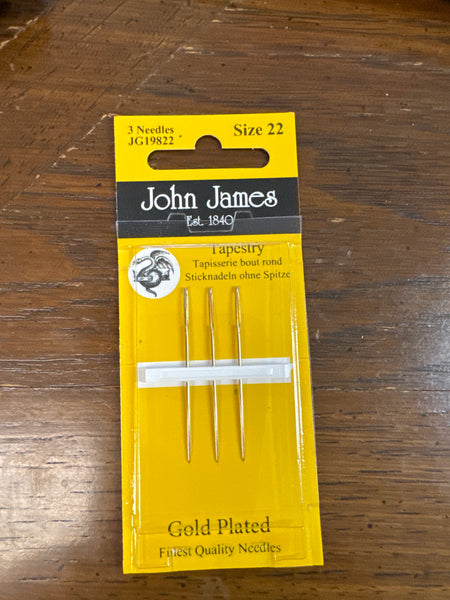 3 Needles Size 22
JG19822
John James
Est. 1840
Tapestry
Tapisserie bout rond
Sticknadeln ohne Spitze
Gold Plated
Finest Quality Needles